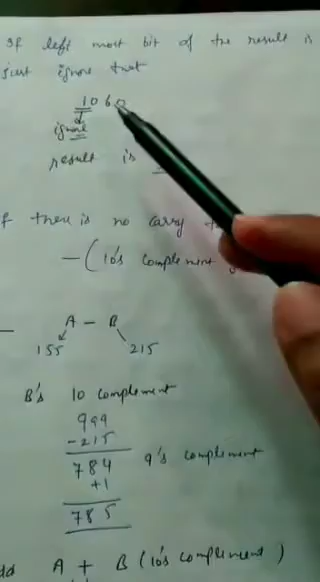 If left most bit of the result is
just ignore that
1060
ignore
result is
If there is no carry
-(10's complement
A - B
155 215
B's 10 complement
999
-215
784 9's complement
+1
785
A + B (10's complement)